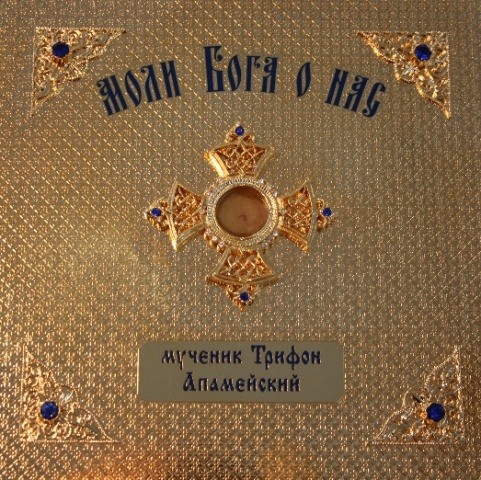 Моли Бога о нас
мученик Трифон
Апамейский